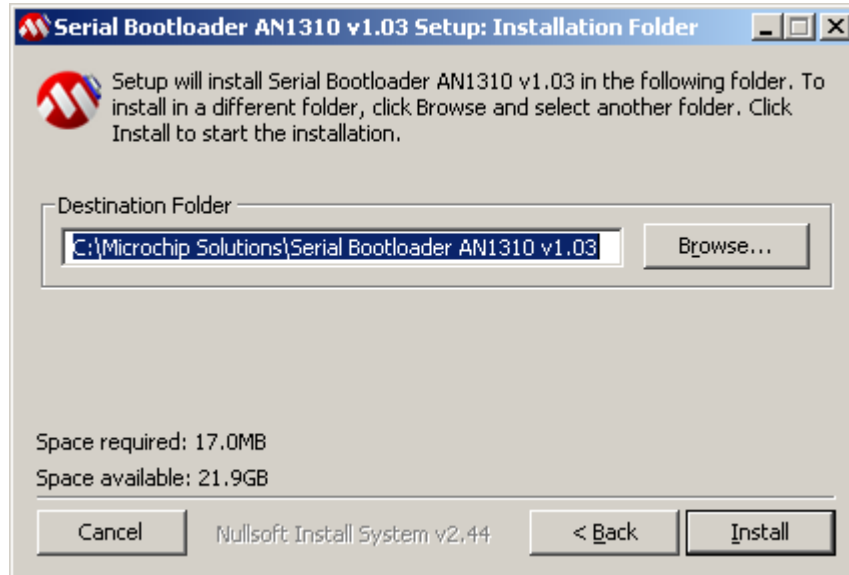 Serial Bootloader AN1310 v1.03 Setup: Installation Folder
Setup will install Serial Bootloader AN1310 v1.03 in the following folder. To
install in a different folder, click Browse and select another folder. Click
Install to start the installation.
Destination Folder
C:\Microchip Solutions\Serial Bootloader AN1310 v1.03
Browse...
Space required: 17.0MB
Space available: 21.9GB
Cancel
Nullsoft Install System v2.44
< Back
Install